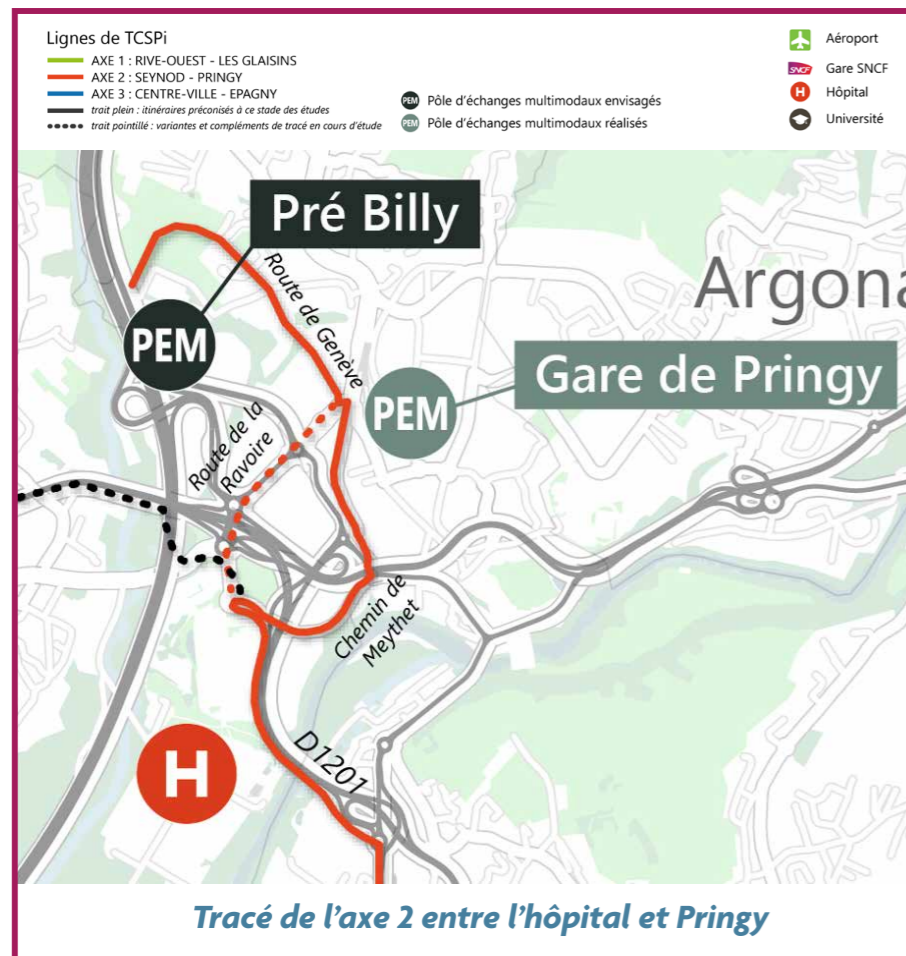 Lignes de TCSPi
AXE 1 : RIVE-OUEST - LES GLAISINS
AXE 2 : SEYNOD - PRINGY
AXE 3 : CENTRE-VILLE - EPAGNY
trait plein : itinéraires préconisés à ce stade des études
trait pointillé : variantes et compléments de tracé en cours d'étude
PEM Pôle d'échanges multimodaux envisagés
PEM Pôle d'échanges multimodaux réalisés
Aéroport
SNCF Gare SNCF
H Hôpital
Université
Pré Billy
Route de Genève
Argona
PEM
Gare de Pringy
PEM
Route de la
Ravoire
Chemin de
Meythet
H
D1201
Tracé de l'axe 2 entre l'hôpital et Pringy